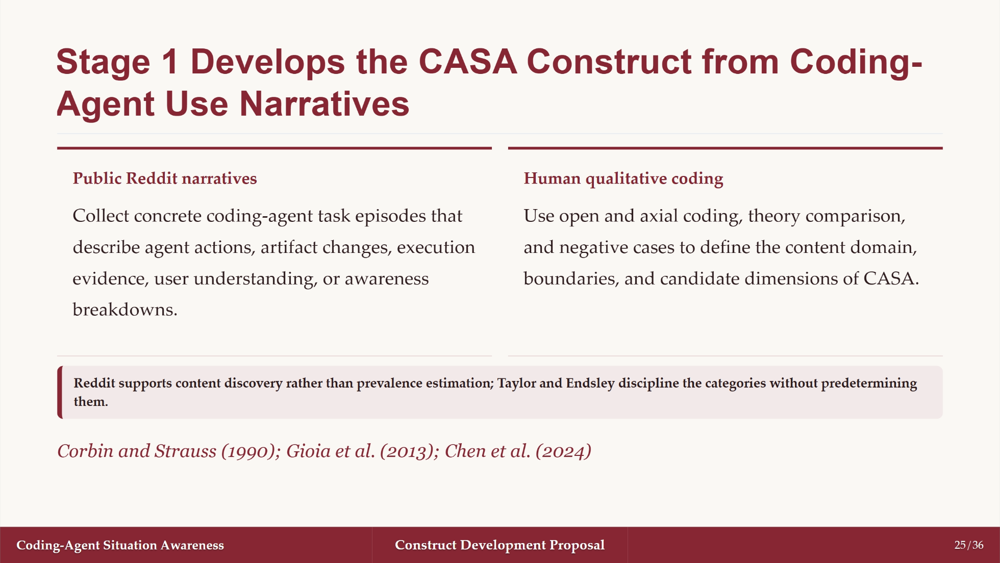 Stage 1 Develops the CASA Construct from Coding-
Agent Use Narratives
Public Reddit narratives
Collect concrete coding-agent task episodes that
describe agent actions, artifact changes, execution
evidence, user understanding, or awareness
breakdowns.
Human qualitative coding
Use open and axial coding, theory comparison,
and negative cases to define the content domain,
boundaries, and candidate dimensions of CASA.
Reddit supports content discovery rather than prevalence estimation; Taylor and Endsley discipline the categories without predetermining
them.
Corbin and Strauss (1990); Gioia et al. (2013); Chen et al. (2024)
Coding-Agent Situation Awareness
Construct Development Proposal
25/36